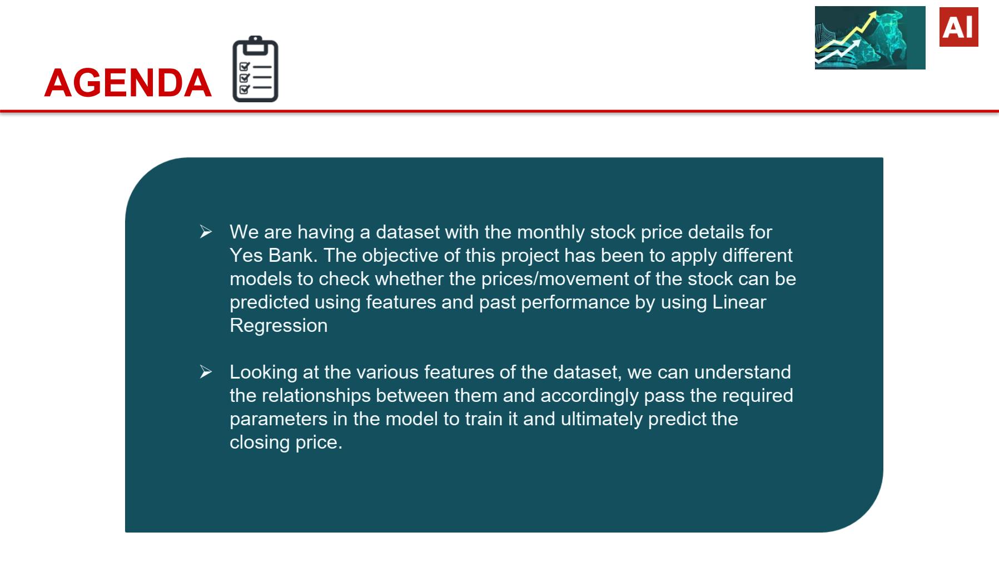 AI
AGENDA
➢ We are having a dataset with the monthly stock price details for
Yes Bank. The objective of this project has been to apply different
models to check whether the prices/movement of the stock can be
predicted using features and past performance by using Linear
Regression
➢ Looking at the various features of the dataset, we can understand
the relationships between them and accordingly pass the required
parameters in the model to train it and ultimately predict the
closing price.